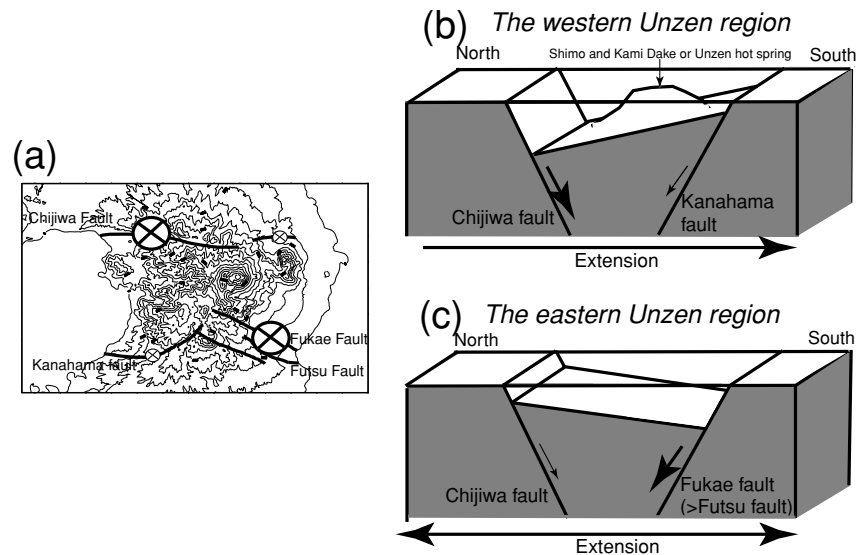 (a)
Chijiwa Fault
Kanahama fault
Fukae Fault
Futsu Fault
(b)
The western Unzen region
Shimo and Kami Dake or Unzen hot spring
North
South
Chijiwa fault
Kanahama
fault
Extension
(c)
The eastern Unzen region
North
South
Chijiwa fault
Fukae fault
(>Futsu fault)
Extension